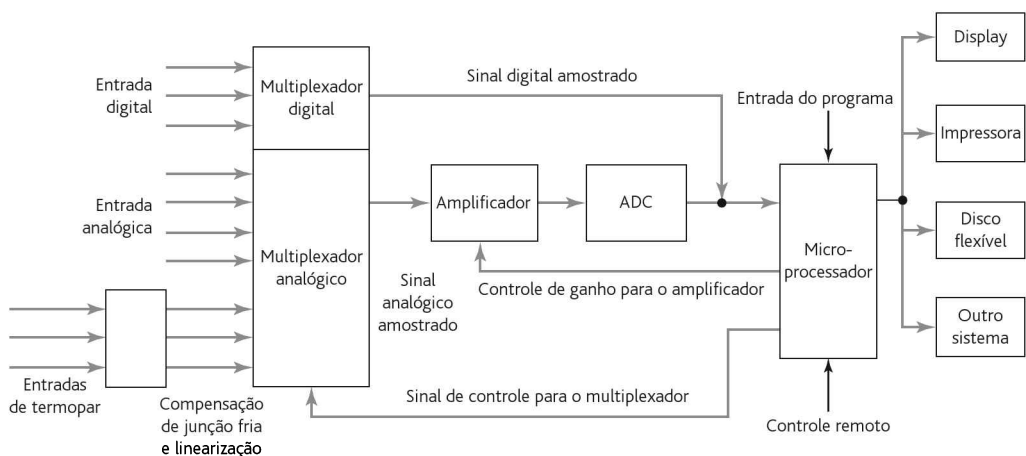 Entrada
digital
Multiplexador
digital
Sinal digital amostrado
Entrada do programa
Display
Impressora
Entrada
analógica
Multiplexador
analógico
Amplificador
ADC
Micro-
processador
Disco
flexível
Sinal
analógico
amostrado
Controle de ganho para o amplificador
Outro
sistema
Entradas
de termopar
Compensação
de junção fria
e linearização
Sinal de controle para o multiplexador
Controle remoto